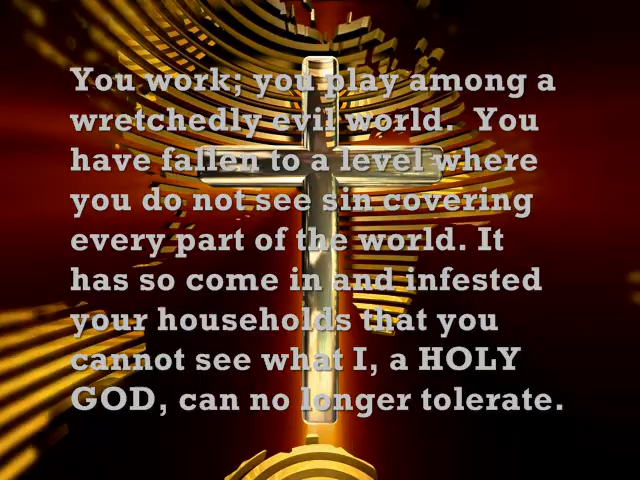 You work; you play among a
wretchedly evil world.  You
have fallen to a level where
you do not see sin covering
every part of the world. It
has so come in and infested
your households that you
cannot see what I, a HOLY
GOD, can no longer tolerate.